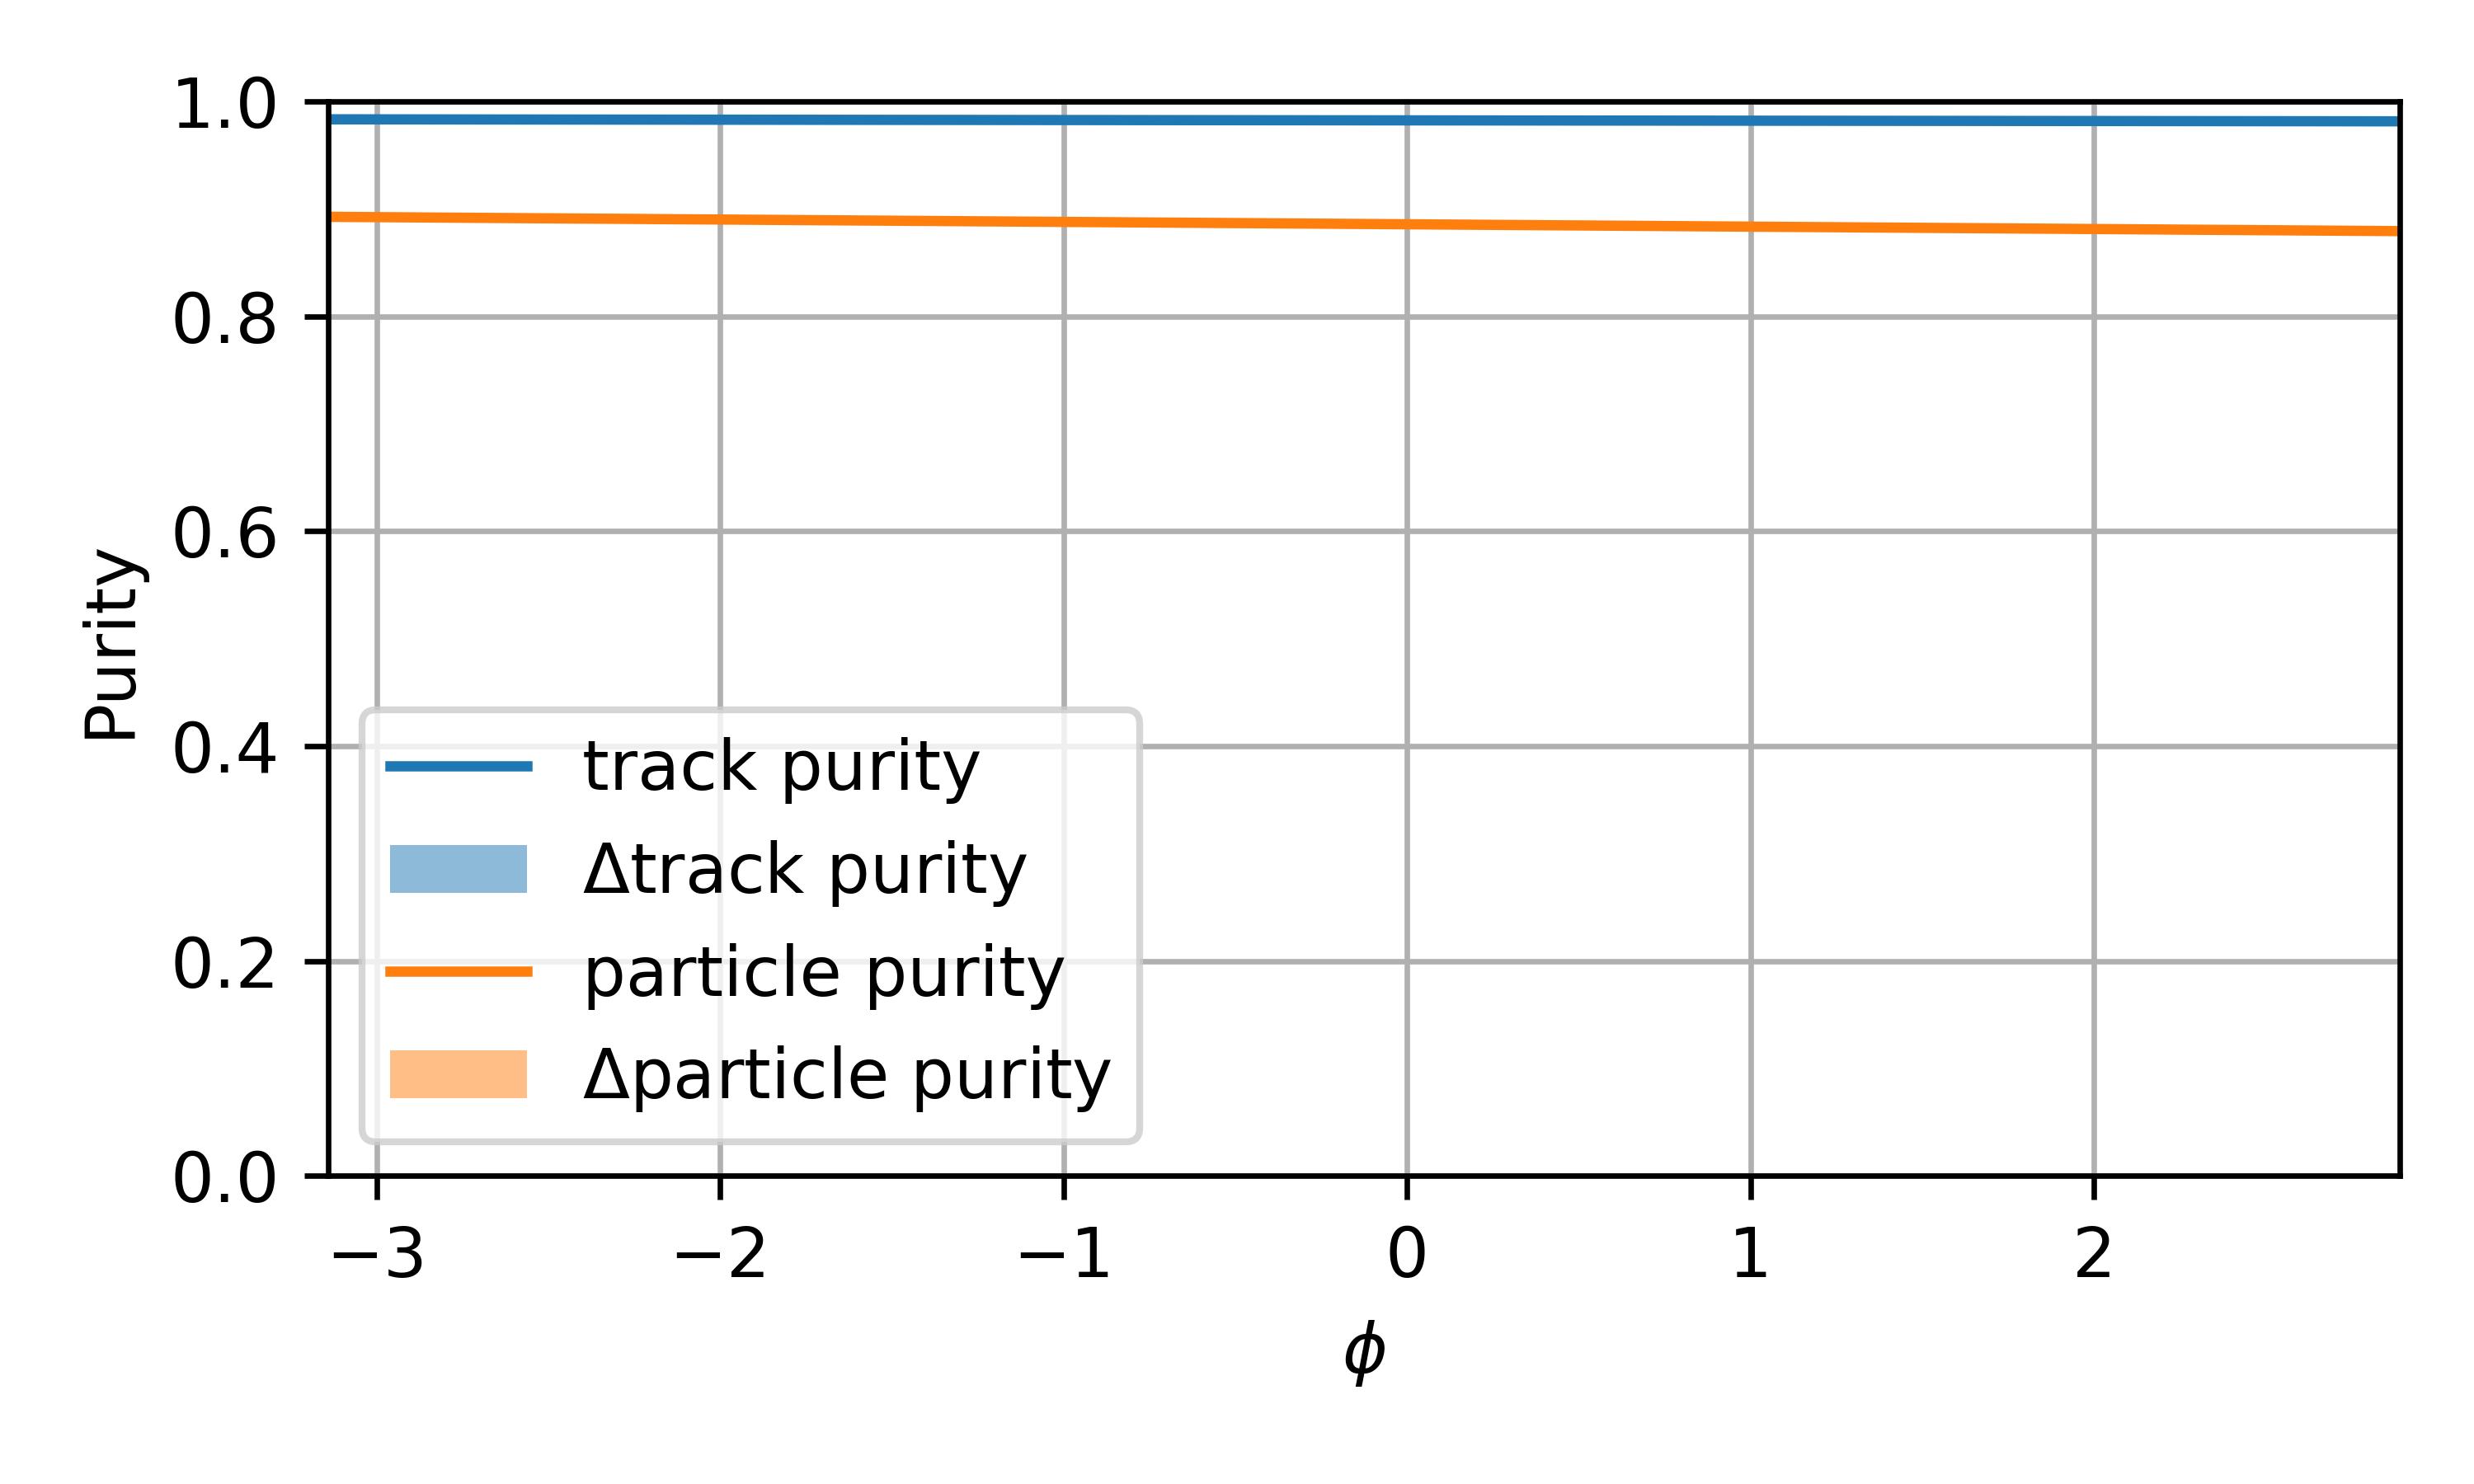 1.0
0.8
0.6
0.4
0.2
0.0
Purity
track purity
Δtrack purity
particle purity
Δparticle purity
−3 −2 −1 0 1 2
ϕ